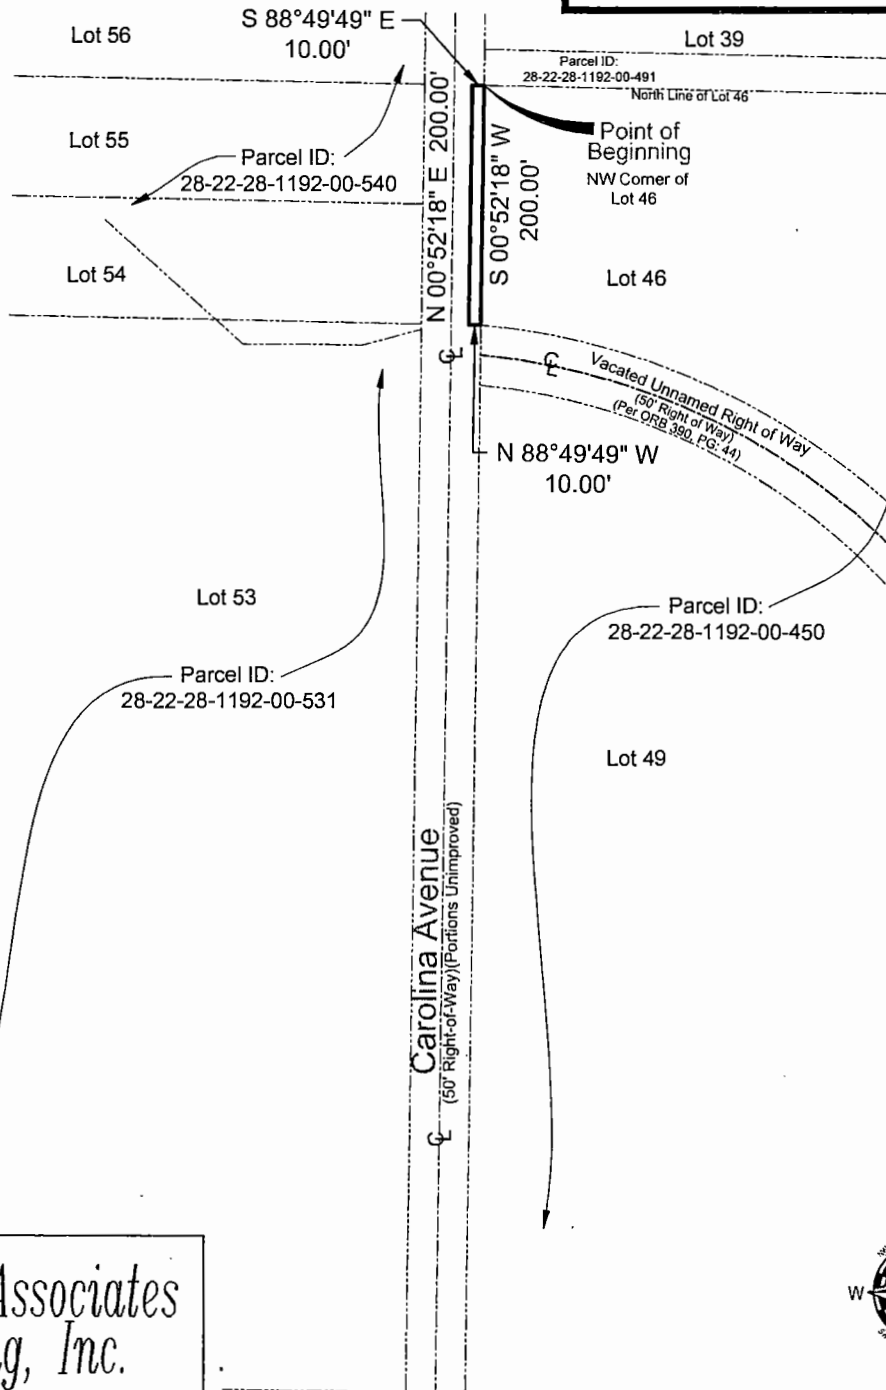 Lot 56
S 88°49'49" E
10.00'
Lot 39
Parcel ID:
28-22-28-1192-00-491
North Line of Lot 46
Lot 55
Parcel ID:
28-22-28-1192-00-540
N 00°52'18" E 200.00'
S 00°52'18" W
200.00'
Point of
Beginning
NW Corner of
Lot 46
Lot 54
Lot 46
CL
CL
Vacated Unnamed Right of Way
(50' Right of Way)
(Per ORB 390, PG: 44)
N 88°49'49" W
10.00'
Lot 53
Parcel ID:
28-22-28-1192-00-450
Parcel ID:
28-22-28-1192-00-531
Lot 49
Carolina Avenue
(50' Right-of-Way)(Portions Unimproved)
CL
Associates
g, Inc.
W